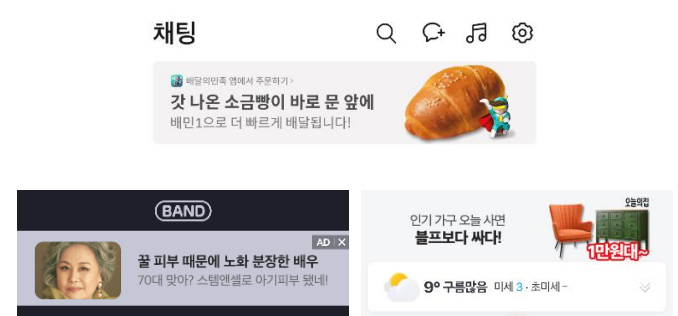 채팅
배달의민족 앱에서 주문하기 >
갓 나온 소금빵이 바로 문 앞에
배민1으로 더 빠르게 배달됩니다!
BAND
AD X
꿀 피부 때문에 노화 분장한 배우
70대 맞아? 스템앤셀로 아기피부 됐네!
오늘의집
인기 가구 오늘 사면
블프보다 싸다!
1만원대~
9° 구름많음 미세 3 · 초미세 -